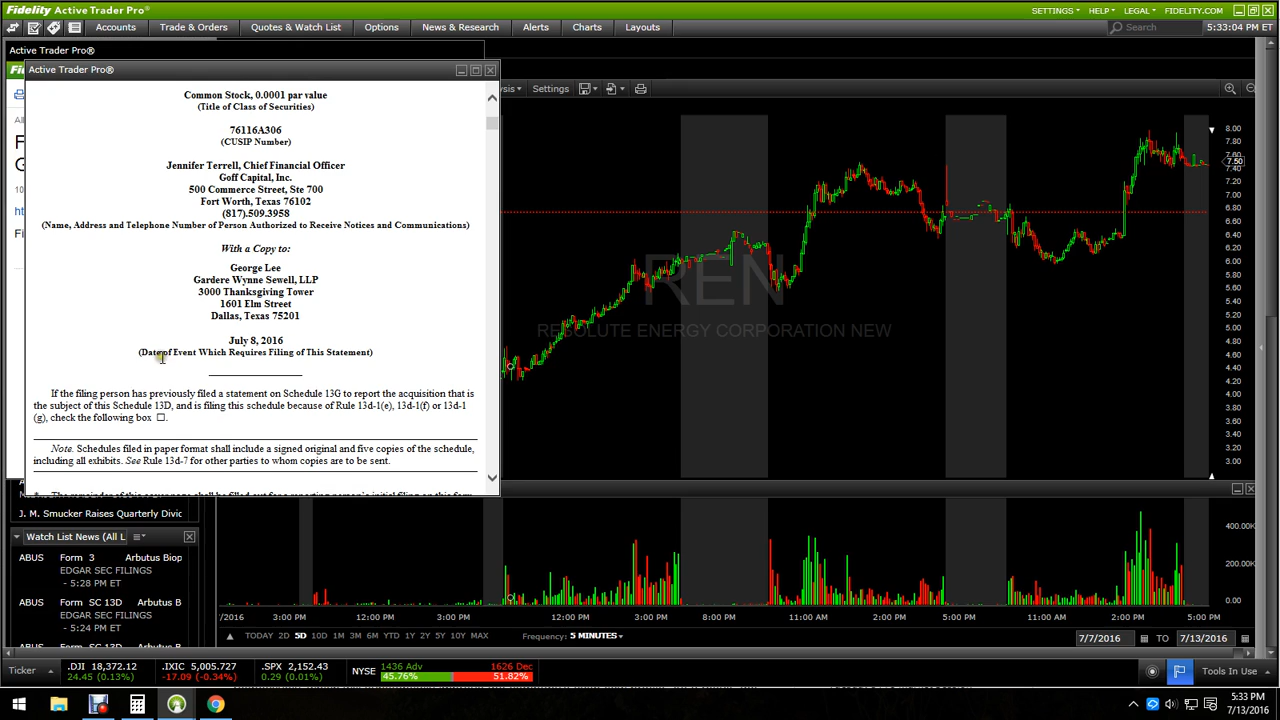 Fidelity Active Trader Pro®
SETTINGS HELP LEGAL FIDELITY.COM
Accounts Trade & Orders Quotes & Watch List Options News & Research Alerts Charts Layouts Search 5:33:04 PM ET
Active Trader Pro®
Active Trader Pro®
Settings
Common Stock, 0.0001 par value
(Title of Class of Securities)
76116A306
(CUSIP Number)
Jennifer Terrell, Chief Financial Officer
Goff Capital, Inc.
500 Commerce Street, Ste 700
Fort Worth, Texas 76102
(817).509.3958
(Name, Address and Telephone Number of Person Authorized to Receive Notices and Communications)
With a Copy to:
George Lee
Gardere Wynne Sewell, LLP
3000 Thanksgiving Tower
1601 Elm Street
Dallas, Texas 75201
July 8, 2016
(Date of Event Which Requires Filing of This Statement)
If the filing person has previously filed a statement on Schedule 13G to report the acquisition that is
the subject of this Schedule 13D, and is filing this schedule because of Rule 13d-1(e), 13d-1(f) or 13d-1
(g), check the following box ☐.
Note. Schedules filed in paper format shall include a signed original and five copies of the schedule,
including all exhibits. See Rule 13d-7 for other parties to whom copies are to be sent.
REN
RESOLUTE ENERGY CORPORATION NEW
8.00
7.80
7.50
7.40
7.20
7.00
6.80
6.60
6.40
6.20
6.00
5.80
5.60
5.40
5.20
5.00
4.80
4.60
4.40
4.20
4.00
3.80
3.60
3.40
3.20
3.00
J. M. Smucker Raises Quarterly Divic
Watch List News (All L
ABUS Form 3 Arbutus Biop
EDGAR SEC FILINGS
- 5:28 PM ET
ABUS Form SC 13D Arbutus B
EDGAR SEC FILINGS
- 5:24 PM ET
400.00K
200.00K
0.00
/2016 3:00 PM 12:00 PM 3:00 PM 12:00 PM 3:00 PM 8:00 PM 11:00 AM 2:00 PM 5:00 PM 11:00 AM 2:00 PM 5:00 PM
TODAY 2D 5D 10D 1M 3M 6M YTD 1Y 2Y 5Y 10Y MAX Frequency: 5 MINUTES 7/7/2016 TO 7/13/2016
Ticker .DJI 18,372.12 24.45 (0.13%) .IXIC 5,005.727 -17.09 (-0.34%) .SPX 2,152.43 0.29 (0.01%) NYSE 1436 Adv 1626 Dec 45.76% 51.82% Tools In Use
5:33 PM
7/13/2016